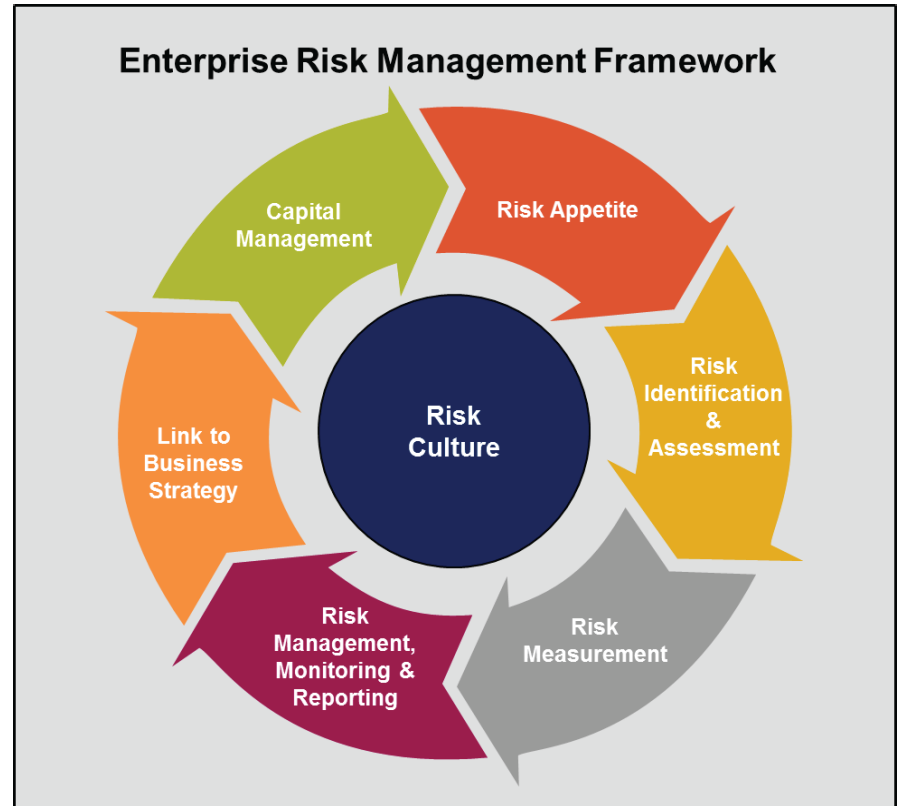 Enterprise Risk Management Framework
Capital
Management
Risk Appetite
Risk
Identification
&
Assessment
Risk
Culture
Link to
Business
Strategy
Risk
Management,
Monitoring &
Reporting
Risk
Measurement